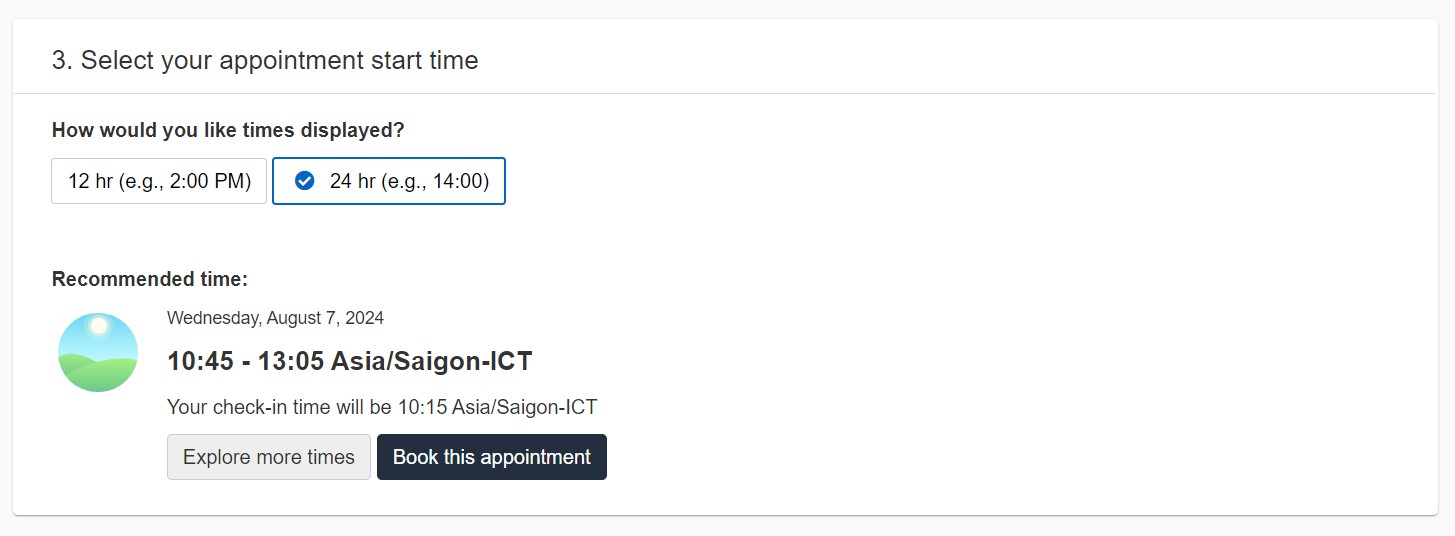 3. Select your appointment start time
How would you like times displayed?
12 hr (e.g., 2:00 PM)
24 hr (e.g., 14:00)
Recommended time:
Wednesday, August 7, 2024
10:45 - 13:05 Asia/Saigon-ICT
Your check-in time will be 10:15 Asia/Saigon-ICT
Explore more times
Book this appointment